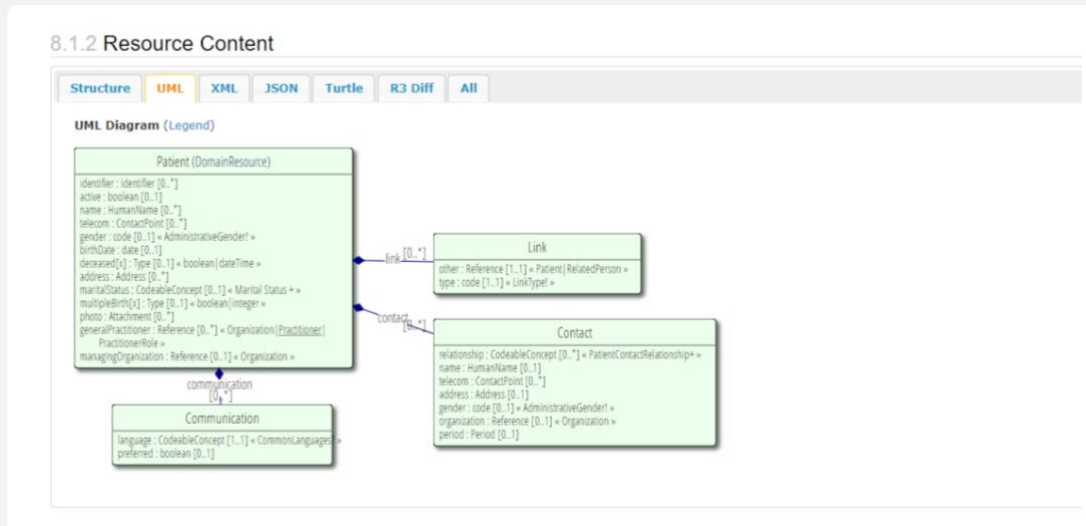 8.1.2 Resource Content
Structure UML XML JSON Turtle R3 Diff All
UML Diagram (Legend)
Patient (DomainResource)
identifier : Identifier [0..*]
active : boolean [0..1]
name : HumanName [0..*]
telecom : ContactPoint [0..*]
gender : code [0..1] « AdministrativeGender! »
birthDate : date [0..1]
deceased[x] : Type [0..1] « boolean|dateTime »
address : Address [0..*]
maritalStatus : CodeableConcept [0..1] « Marital Status + »
multipleBirth[x] : Type [0..1] « boolean|integer »
photo : Attachment [0..*]
generalPractitioner : Reference [0..*] « Organization|Practitioner|
PractitionerRole »
managingOrganization : Reference [0..1] « Organization »
link [0..*]
Link
other : Reference [1..1] « Patient|RelatedPerson »
type : code [1..1] « LinkType! »
contact
[0..*]
Contact
relationship : CodeableConcept [0..*] « PatientContactRelationship+ »
name : HumanName [0..1]
telecom : ContactPoint [0..*]
address : Address [0..1]
gender : code [0..1] « AdministrativeGender! »
organization : Reference [0..1] « Organization »
period : Period [0..1]
communication
[0..*]
Communication
language : CodeableConcept [1..1] « CommonLanguages »
preferred : boolean [0..1]